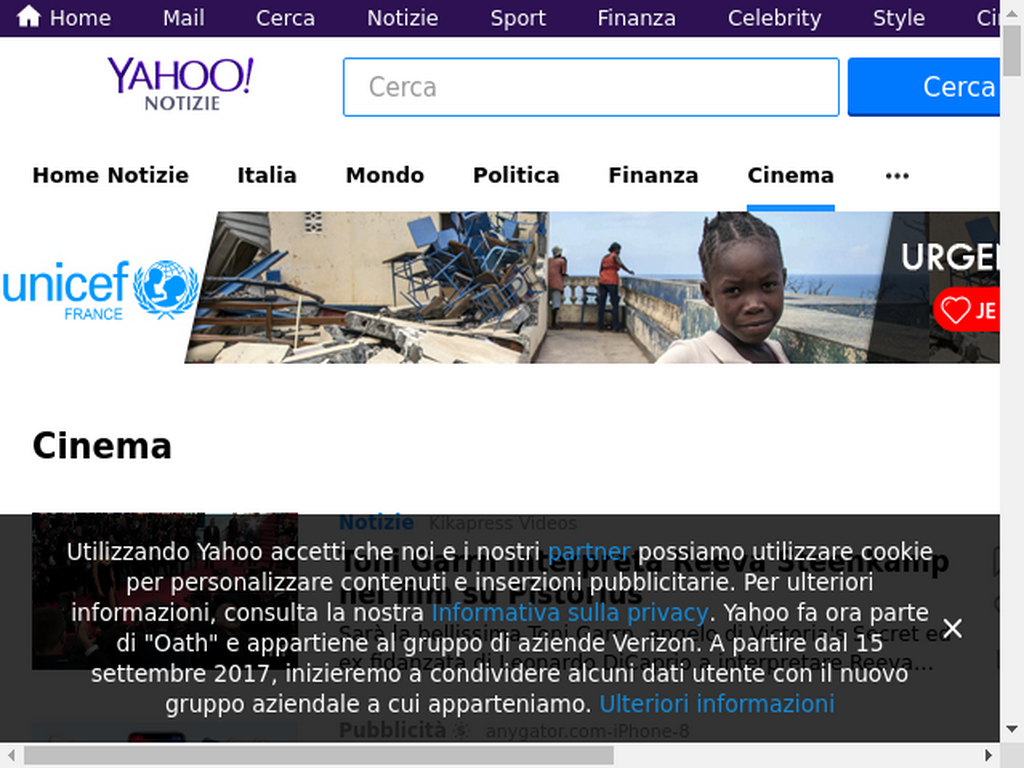 Home Mail Cerca Notizie Sport Finanza Celebrity Style
YAHOO!
NOTIZIE
Cerca
Cerca
Home Notizie Italia Mondo Politica Finanza Cinema •••
unicef
FRANCE
JE
Cinema
Notizie Kikapress Videos
Toni Garrn interpreta Reeva Steenkamp
nel film su Pistorius
Sarà la bellissima Toni Garrn, angelo di Victoria's Secret ed
ex fidanzata di Leonardo DiCaprio a interpretare Reeva...
Utilizzando Yahoo accetti che noi e i nostri partner possiamo utilizzare cookie
per personalizzare contenuti e inserzioni pubblicitarie. Per ulteriori
informazioni, consulta la nostra Informativa sulla privacy. Yahoo fa ora parte
di "Oath" e appartiene al gruppo di aziende Verizon. A partire dal 15
settembre 2017, inizieremo a condividere alcuni dati utente con il nuovo
gruppo aziendale a cui apparteniamo. Ulteriori informazioni
Pubblicità anygator.com-iPhone-8